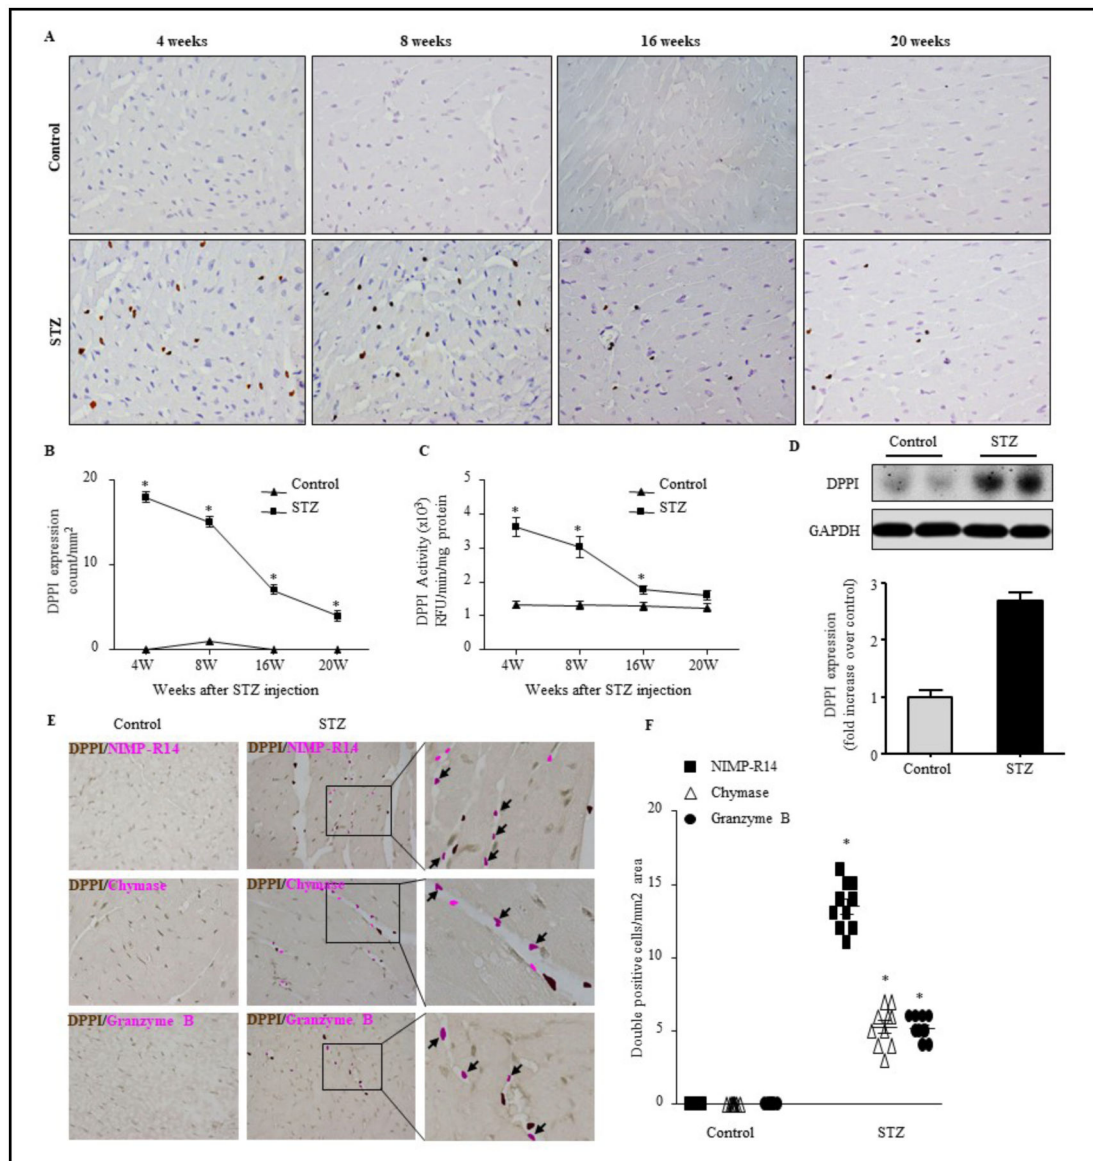 A
4 weeks 8 weeks 16 weeks 20 weeks
Control
STZ
B
20
10
0
DPPI expression
count/mm²
*
*
*
*
Control
STZ
4W 8W 16W 20W
Weeks after STZ injection
C
5
4
3
2
1
0
DPPI Activity (x10³)
RFU/min/mg protein
*
*
*
Control
STZ
4W 8W 16W 20W
Weeks after STZ injection
D
Control STZ
DPPI
GAPDH
3
2
1
0
DPPI expression
(fold increase over control)
Control STZ
E
Control STZ
DPPI/NIMP-R14 DPPI/NIMP-R14
DPPI/Chymase DPPI/Chymase
DPPI/Granzyme B DPPI/Granzyme B
F
NIMP-R14
Chymase
Granzyme B
20
15
10
5
0
Double positive cells/mm2 area
*
* *
Control STZ